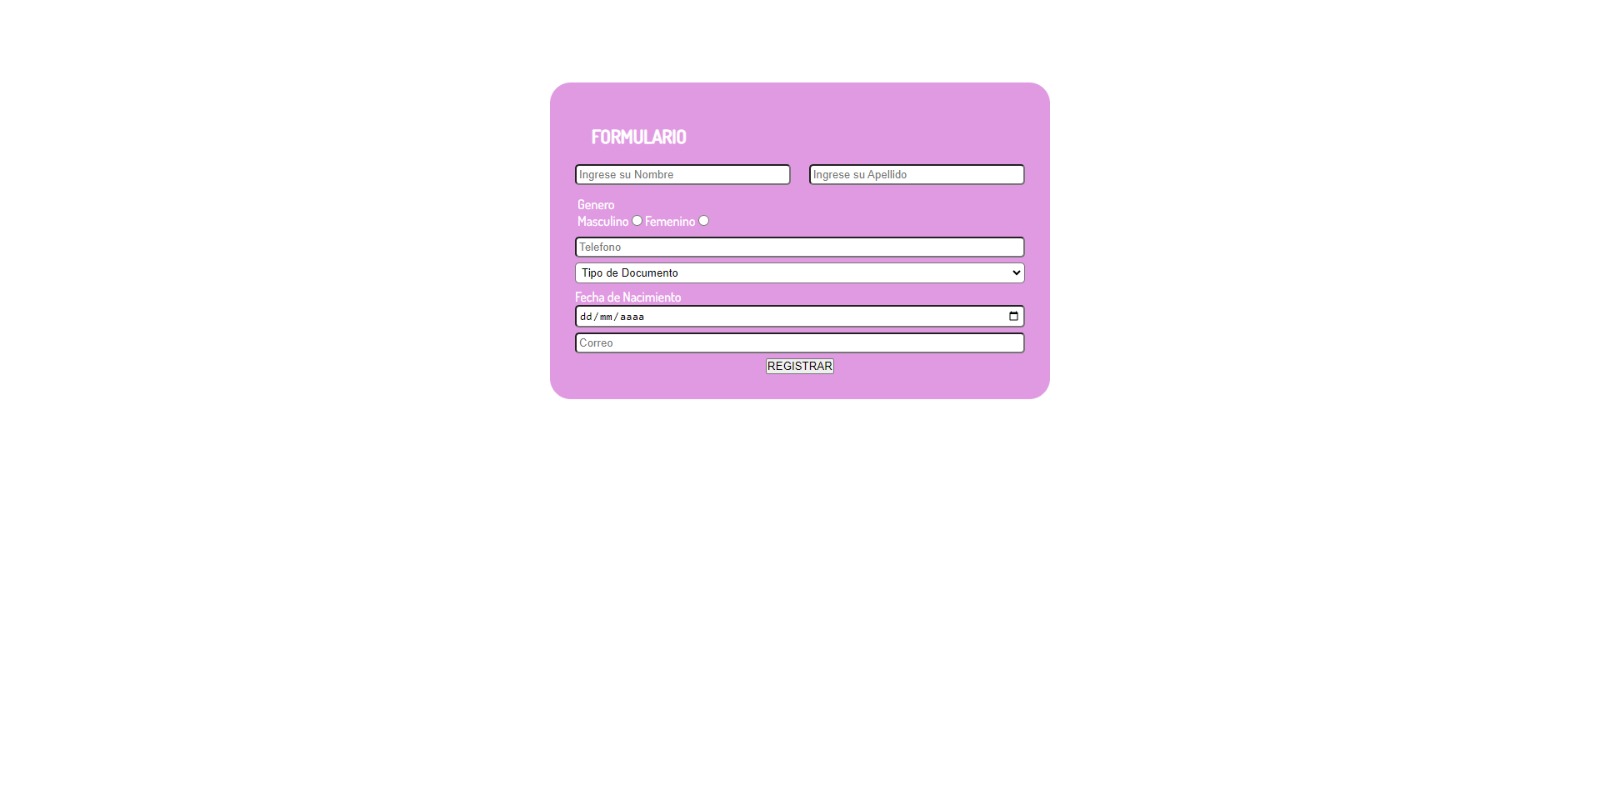 FORMULARIO
Ingrese su Nombre Ingrese su Apellido
Genero
Masculino Femenino
Telefono
Tipo de Documento
Fecha de Nacimiento
dd/mm/aaaa
Correo
REGISTRAR